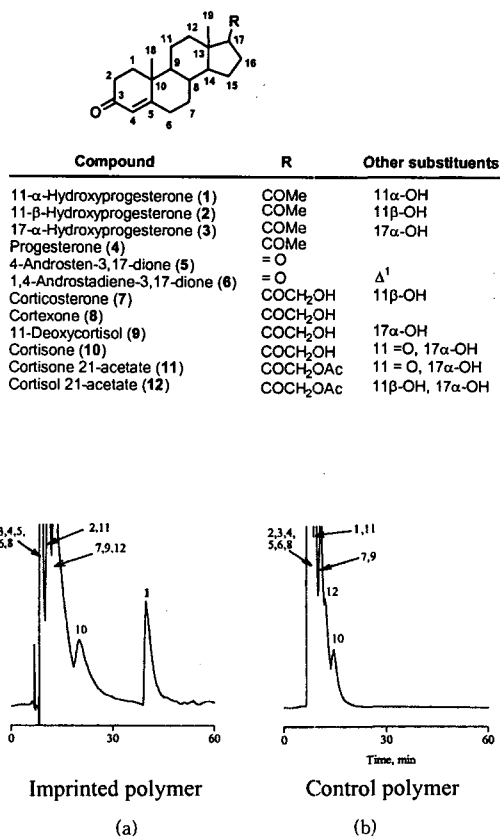 R
19
12
18
11
13
17
16
1
2
9
14
15
10
8
3
5
7
O
4
6
Compound R Other substituents
11-α-Hydroxyprogesterone (1) COMe 11α-OH
11-β-Hydroxyprogesterone (2) COMe 11β-OH
17-α-Hydroxyprogesterone (3) COMe 17α-OH
Progesterone (4) COMe
4-Androsten-3,17-dione (5) = O
1,4-Androstadiene-3,17-dione (6) = O Δ¹
Corticosterone (7) COCH₂OH 11β-OH
Cortexone (8) COCH₂OH
11-Deoxycortisol (9) COCH₂OH 17α-OH
Cortisone (10) COCH₂OH 11 =O, 17α-OH
Cortisone 21-acetate (11) COCH₂OAc 11 = O, 17α-OH
Cortisol 21-acetate (12) COCH₂OAc 11β-OH, 17α-OH
3,4,5,
6,8
2,11
7,9,12
10
1
0 30 60
Imprinted polymer
(a)
2,3,4,
5,6,8
1,11
7,9
12
10
0 30 60
Time, min
Control polymer
(b)